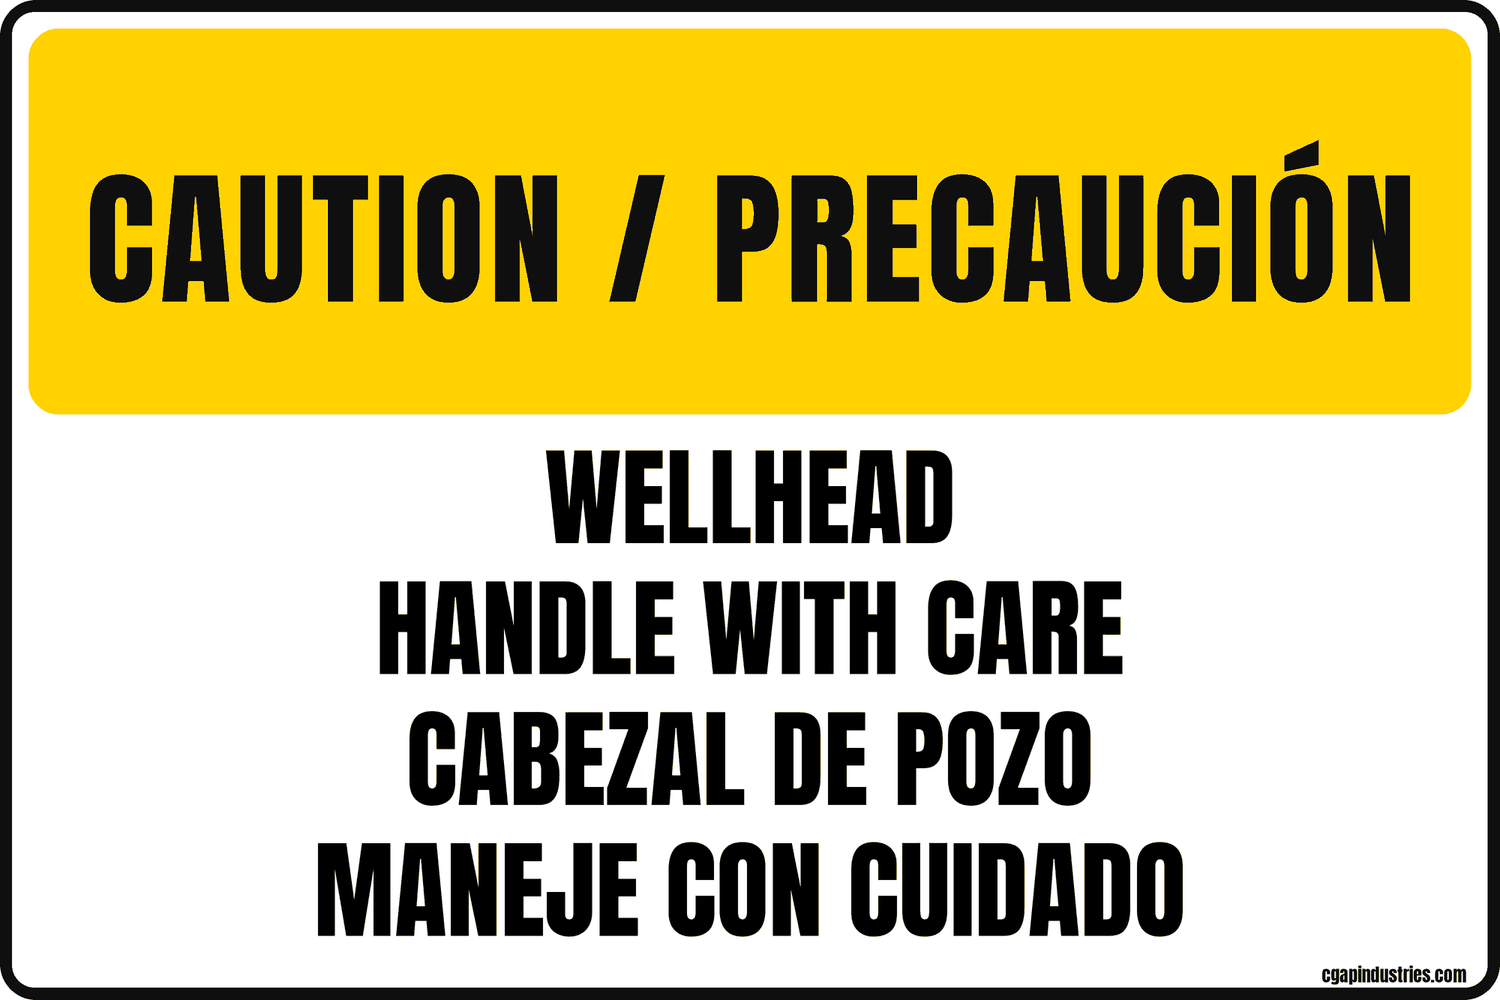 CAUTION / PRECAUCIÓN
WELLHEAD
HANDLE WITH CARE
CABEZAL DE POZO
MANEJE CON CUIDADO
cgapindustries.com